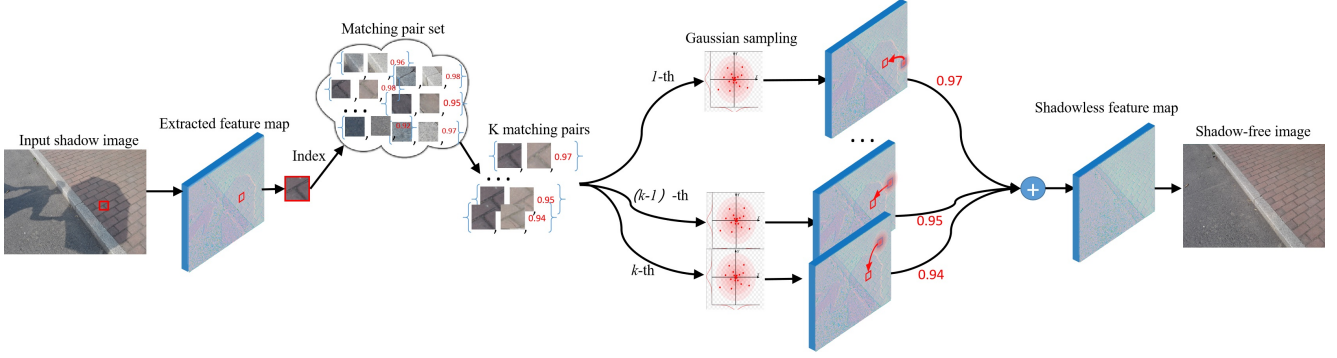 Input shadow image
Extracted feature map
Index
Matching pair set
, 0.96
, 0.98
, 0.98
, 0.95
...
, 0.97
K matching pairs
, 0.97
...
, 0.95
, 0.94
Gaussian sampling
1-th
(k-1) -th
k-th
0.97
...
0.95
0.94
+
Shadowless feature map
Shadow-free image